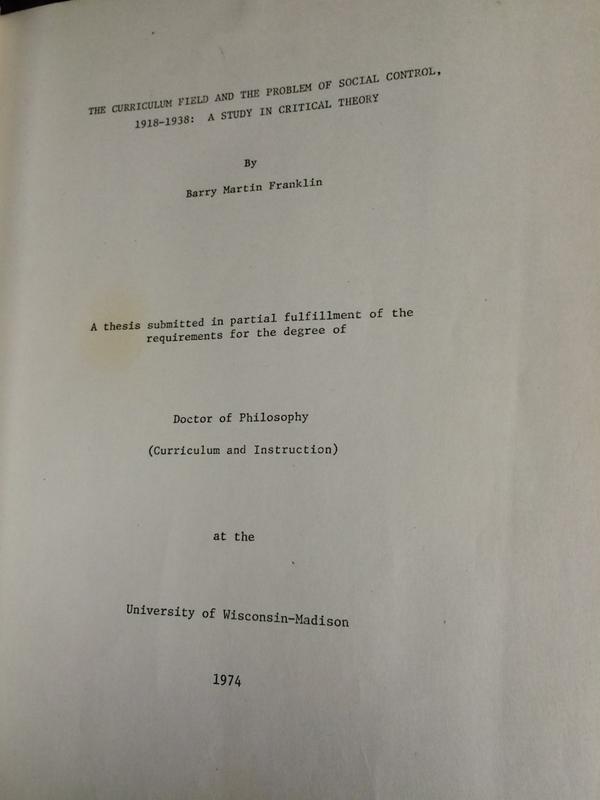 THE CURRICULUM FIELD AND THE PROBLEM OF SOCIAL CONTROL,
1918-1938: A STUDY IN CRITICAL THEORY
By
Barry Martin Franklin
A thesis submitted in partial fulfillment of the
requirements for the degree of
Doctor of Philosophy
(Curriculum and Instruction)
at the
University of Wisconsin-Madison
1974